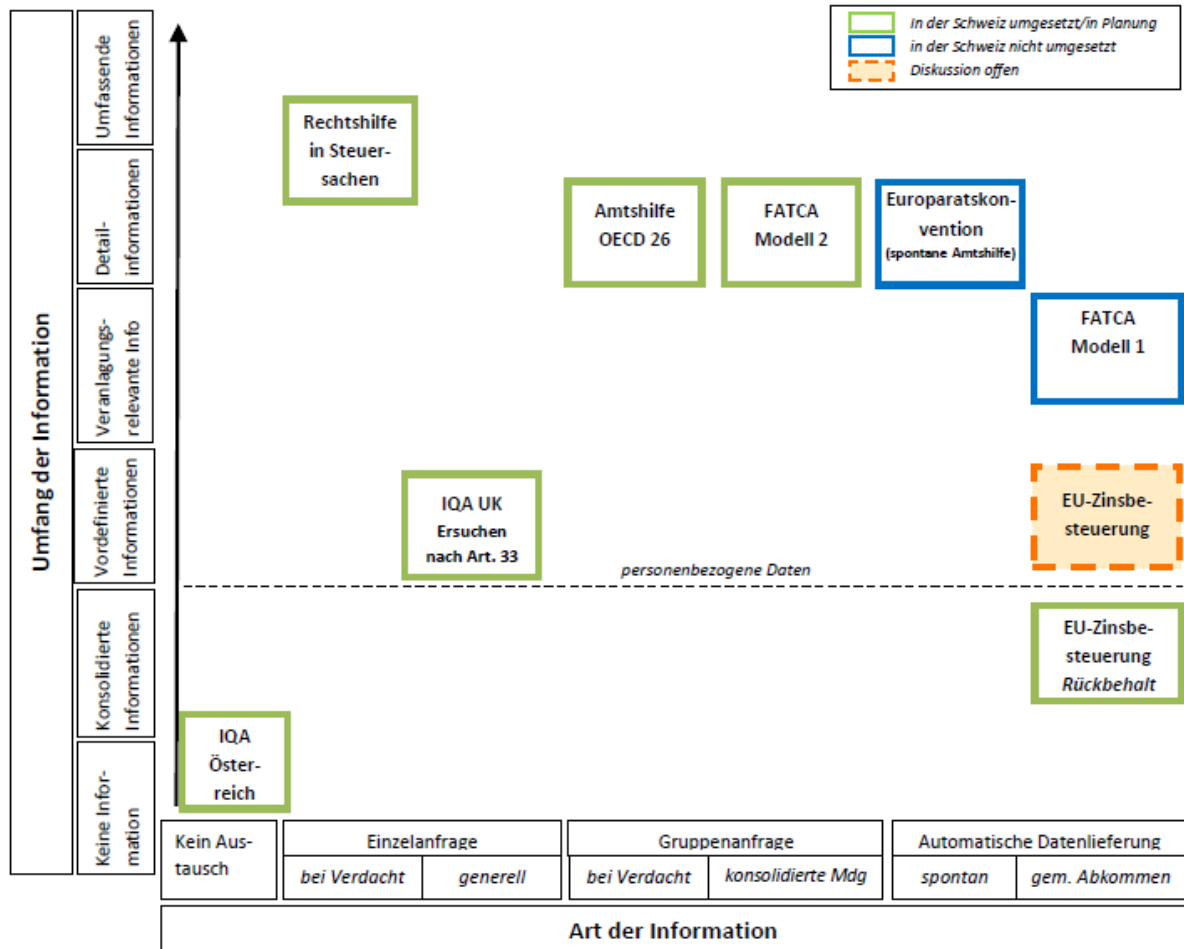 In der Schweiz umgesetzt/in Planung
in der Schweiz nicht umgesetzt
Diskussion offen
Umfang der Information
Umfassende
Informationen
Detail-
informationen
Veranlagungs-
relevante Info
Vordefinierte
Informationen
Konsolidierte
Informationen
Keine Infor-
mation
Rechtshilfe
in Steuer-
sachen
Amtshilfe
OECD 26
FATCA
Modell 2
Europaratskon-
vention
(spontane Amtshilfe)
FATCA
Modell 1
IQA UK
Ersuchen
nach Art. 33
EU-Zinsbe-
steuerung
personenbezogene Daten
EU-Zinsbe-
steuerung
Rückbehalt
IQA
Öster-
reich
Kein Aus-
tausch
Einzelanfrage
bei Verdacht
generell
Gruppenanfrage
bei Verdacht
konsolidierte Mdg
Automatische Datenlieferung
spontan
gem. Abkommen
Art der Information